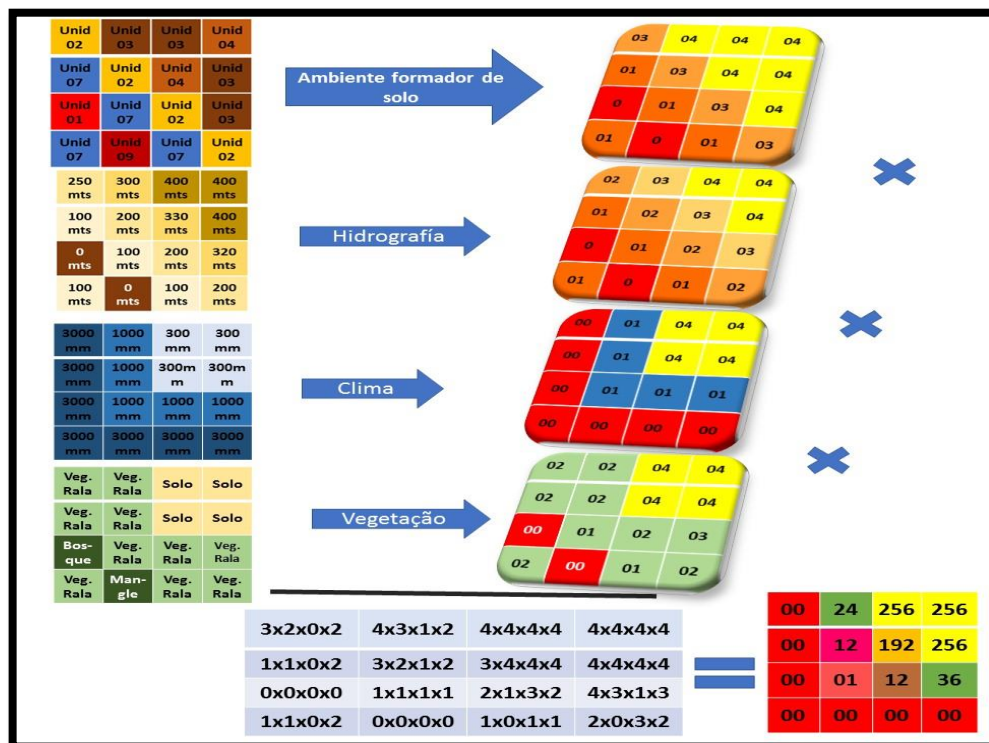 Unid 02 Unid 03 Unid 03 Unid 04
Unid 07 Unid 02 Unid 04 Unid 03
Unid 01 Unid 07 Unid 02 Unid 03
Unid 07 Unid 09 Unid 07 Unid 02
Ambiente formador de
solo
03 04 04 04
01 03 04 04
0 01 03 04
01 0 01 03
250 mts 300 mts 400 mts 400 mts
100 mts 200 mts 330 mts 400 mts
0 mts 100 mts 200 mts 320 mts
100 mts 0 mts 100 mts 200 mts
Hidrografía
02 03 04 04
01 02 03 04
0 01 02 03
01 0 01 02
3000 mm 1000 mm 300 mm 300 mm
3000 mm 1000 mm 300m m 300m m
3000 mm 1000 mm 1000 mm 1000 mm
3000 mm 3000 mm 3000 mm 3000 mm
Clima
00 01 04 04
00 01 04 04
00 01 01 01
00 00 00 00
Veg. Rala Veg. Rala Solo Solo
Veg. Rala Veg. Rala Solo Solo
Bos- que Veg. Rala Veg. Rala Veg. Rala
Veg. Rala Man- gle Veg. Rala Veg. Rala
Vegetação
02 02 04 04
02 02 04 04
00 01 02 03
02 00 01 02
3x2x0x2 4x3x1x2 4x4x4x4 4x4x4x4
1x1x0x2 3x2x1x2 3x4x4x4 4x4x4x4
0x0x0x0 1x1x1x1 2x1x3x2 4x3x1x3
1x1x0x2 0x0x0x0 1x0x1x1 2x0x3x2
00 24 256 256
00 12 192 256
00 01 12 36
00 00 00 00